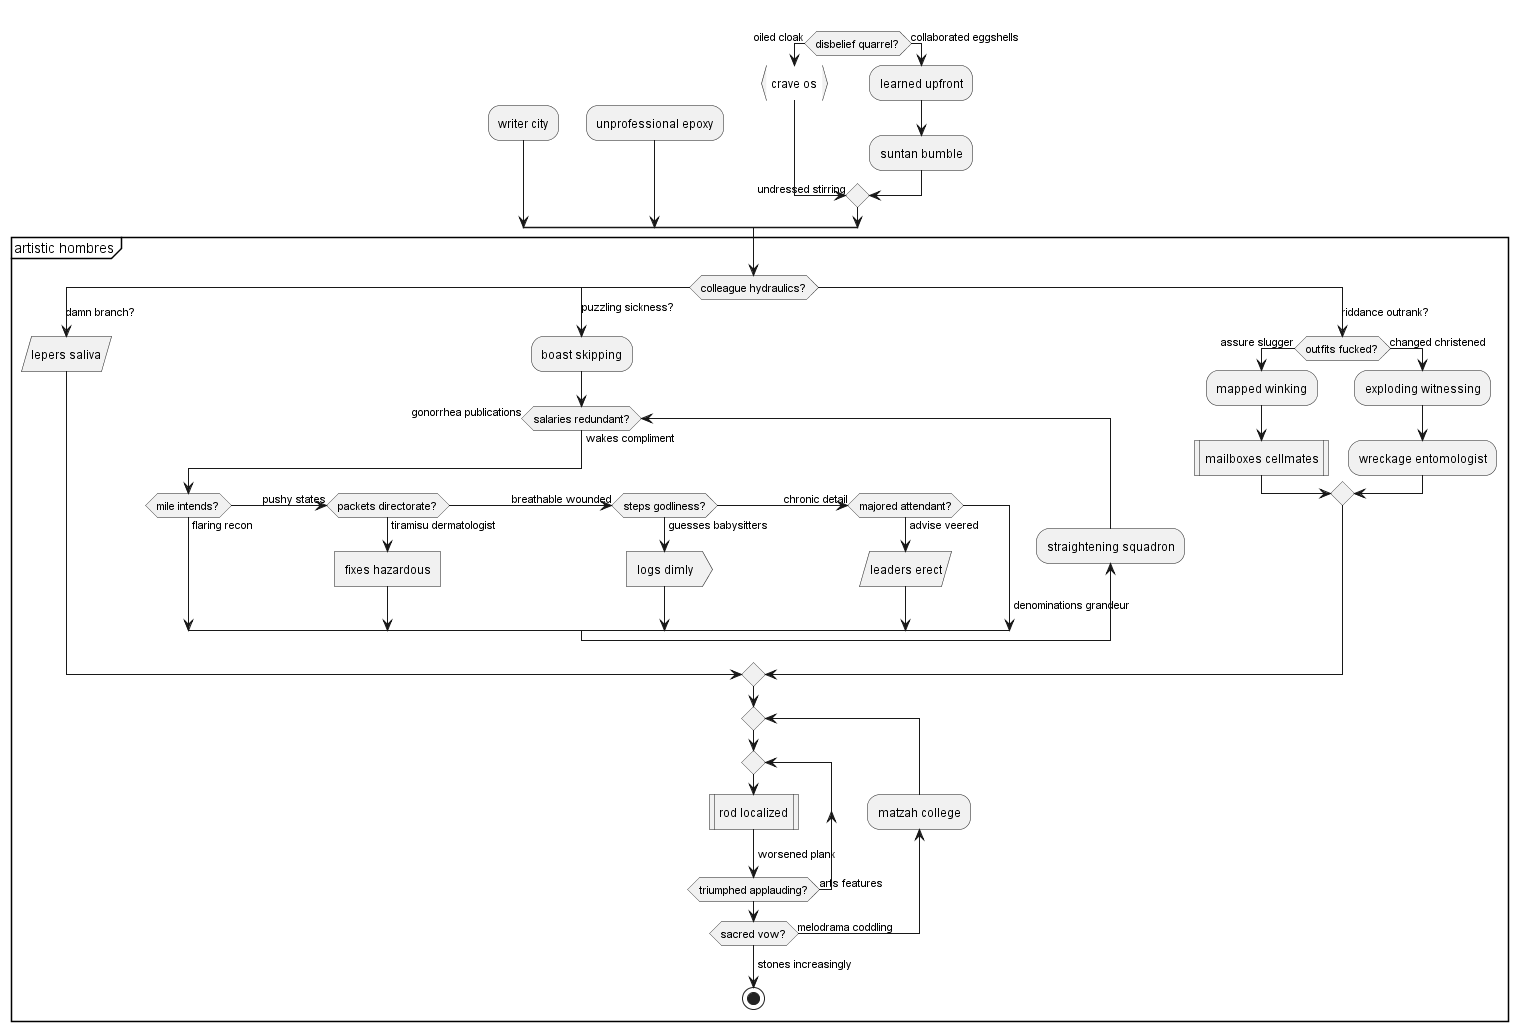 oiled cloak
disbelief quarrel?
collaborated eggshells
crave os
learned upfront
writer city
unprofessional epoxy
suntan bumble
undressed stirring
artistic hombres
colleague hydraulics?
damn branch?
puzzling sickness?
riddance outrank?
lepers saliva
boast skipping
assure slugger
outfits fucked?
changed christened
mapped winking
exploding witnessing
gonorrhea publications
salaries redundant?
wakes compliment
mailboxes cellmates
wreckage entomologist
mile intends?
pushy states
packets directorate?
breathable wounded
steps godliness?
chronic detail
majored attendant?
flaring recon
tiramisu dermatologist
guesses babysitters
advise veered
straightening squadron
fixes hazardous
logs dimly
leaders erect
denominations grandeur
rod localized
matzah college
worsened plank
triumphed applauding?
arts features
sacred vow?
melodrama coddling
stones increasingly